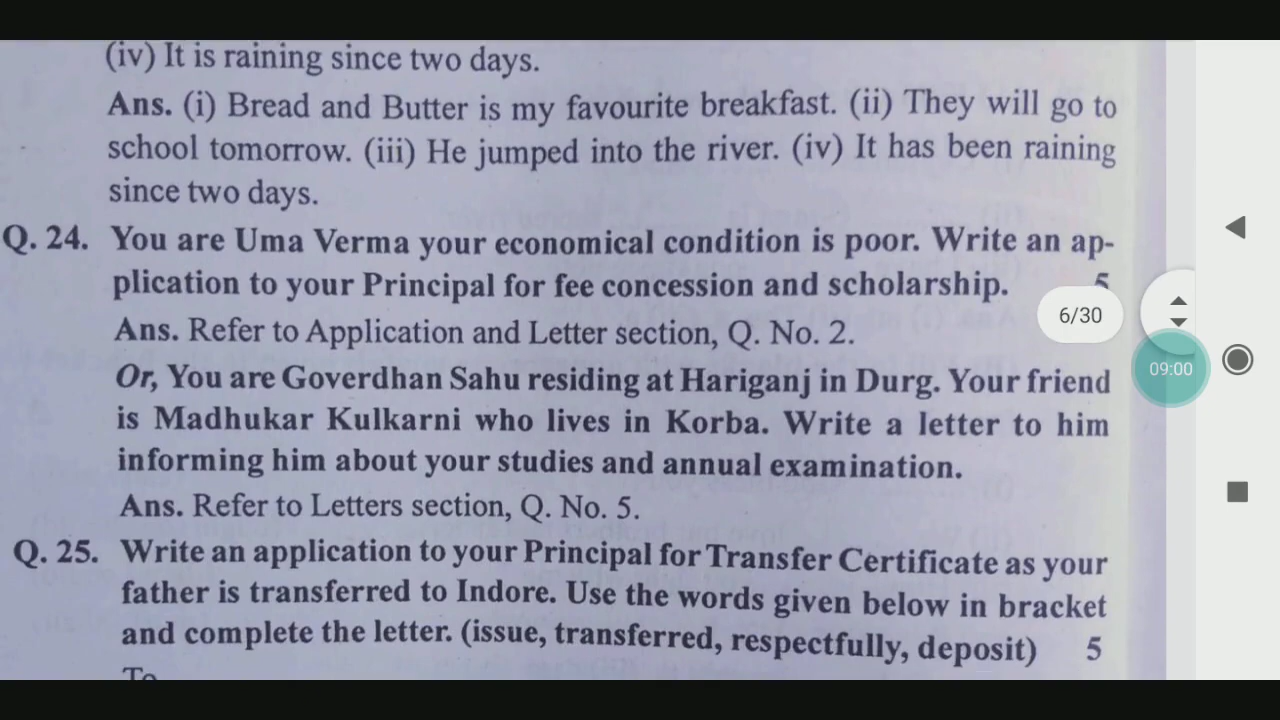 (iv) It is raining since two days.
Ans. (i) Bread and Butter is my favourite breakfast. (ii) They will go to
school tomorrow. (iii) He jumped into the river. (iv) It has been raining
since two days.
Q. 24. You are Uma Verma your economical condition is poor. Write an ap-
plication to your Principal for fee concession and scholarship. 5
Ans. Refer to Application and Letter section, Q. No. 2.
Or, You are Goverdhan Sahu residing at Hariganj in Durg. Your friend
is Madhukar Kulkarni who lives in Korba. Write a letter to him
informing him about your studies and annual examination.
Ans. Refer to Letters section, Q. No. 5.
Q. 25. Write an application to your Principal for Transfer Certificate as your
father is transferred to Indore. Use the words given below in bracket
and complete the letter. (issue, transferred, respectfully, deposit) 5
To
6/30
09:00